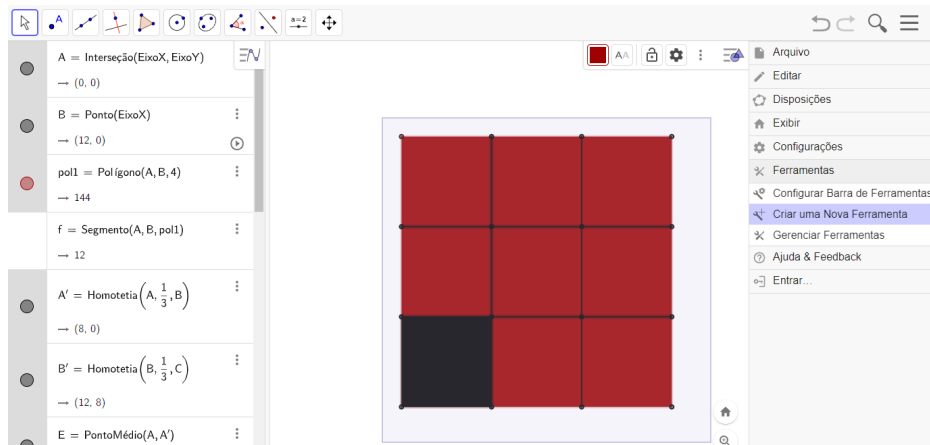 A
a=2
A = Interseção(EixoX, EixoY)
→ (0, 0)
B = Ponto(EixoX)
→ (12, 0)
pol1 = Polígono(A, B, 4)
→ 144
f = Segmento(A, B, pol1)
→ 12
A′ = Homotetia(A, 1/3, B)
→ (8, 0)
B′ = Homotetia(B, 1/3, C)
→ (12, 8)
E = PontoMédio(A, A′)
AA
Arquivo
Editar
Disposições
Exibir
Configurações
Ferramentas
Configurar Barra de Ferramentas
Criar uma Nova Ferramenta
Gerenciar Ferramentas
Ajuda & Feedback
Entrar...